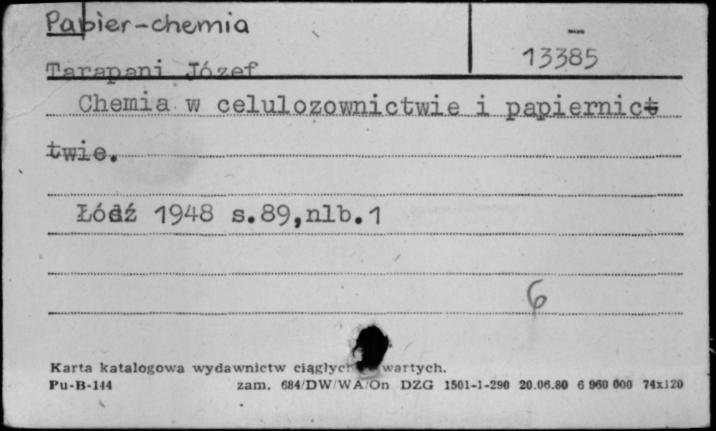 Papier-chemia
13385
Tarapani Józef
Chemia w celulozownictwie i papiernict
twie.
Łódź 1948 s.89,nlb.1
6
Karta katalogowa wydawnictw ciągłych wartych.
Pu-B-144 zam. 684/DW/WA/On DZG 1501-1-290 20.06.80 6 960 000 74x120